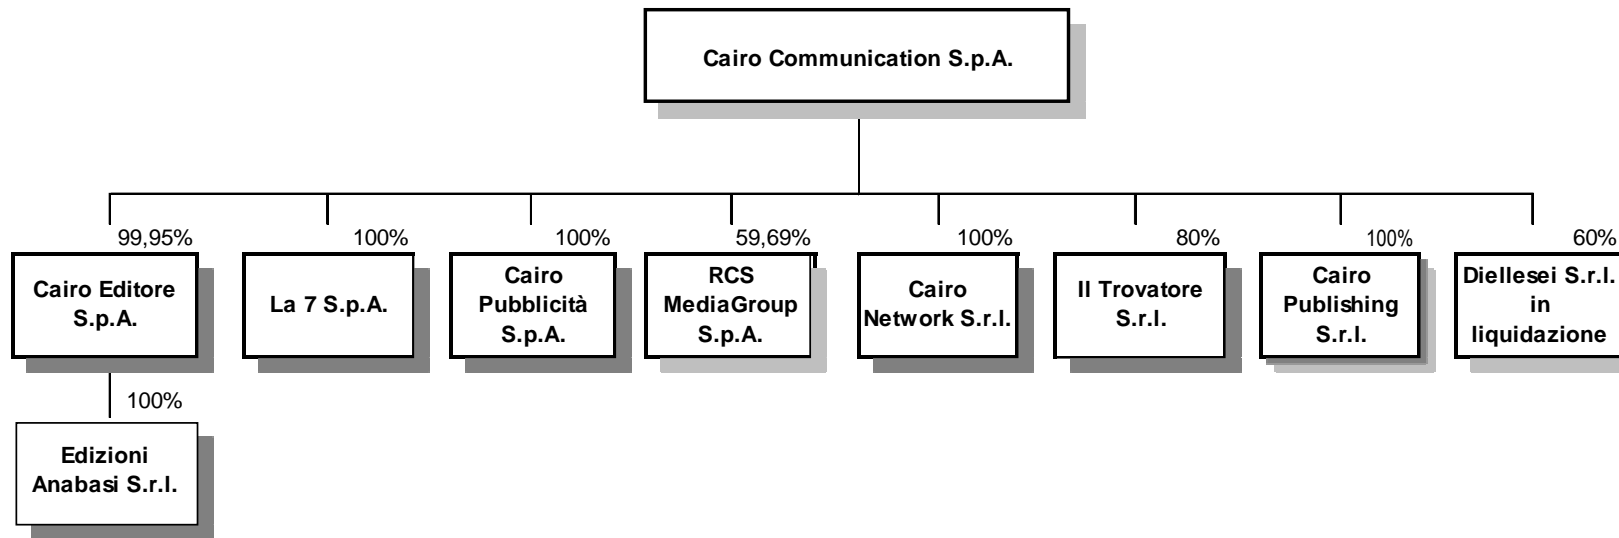 Cairo Communication S.p.A.
99,95%
100%
100%
59,69%
100%
80%
100%
60%
Cairo Editore
S.p.A.
La 7 S.p.A.
Cairo
Pubblicità
S.p.A.
RCS
MediaGroup
S.p.A.
Cairo
Network S.r.l.
Il Trovatore
S.r.l.
Cairo
Publishing
S.r.l.
Diellesei S.r.l.
in
liquidazione
100%
Edizioni
Anabasi S.r.l.